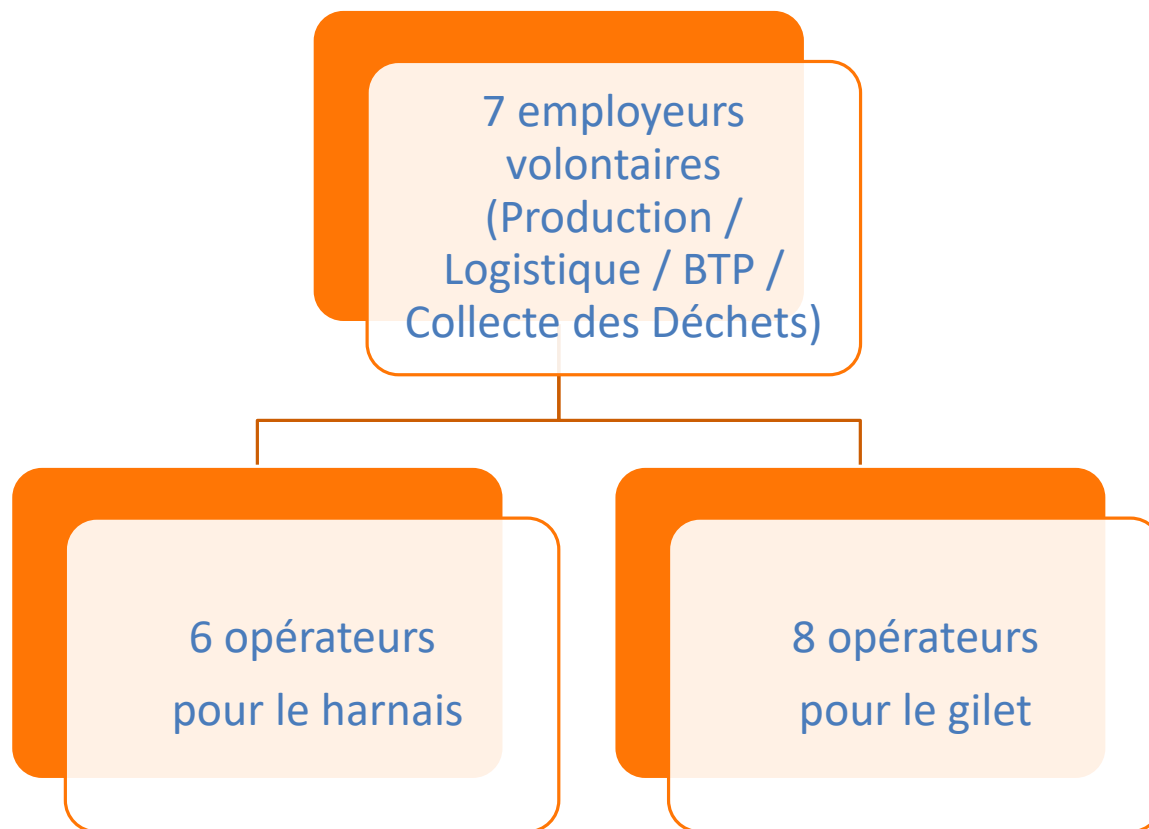 7 employeurs
volontaires
(Production /
Logistique / BTP /
Collecte des Déchets)
6 opérateurs
pour le harnais
8 opérateurs
pour le gilet